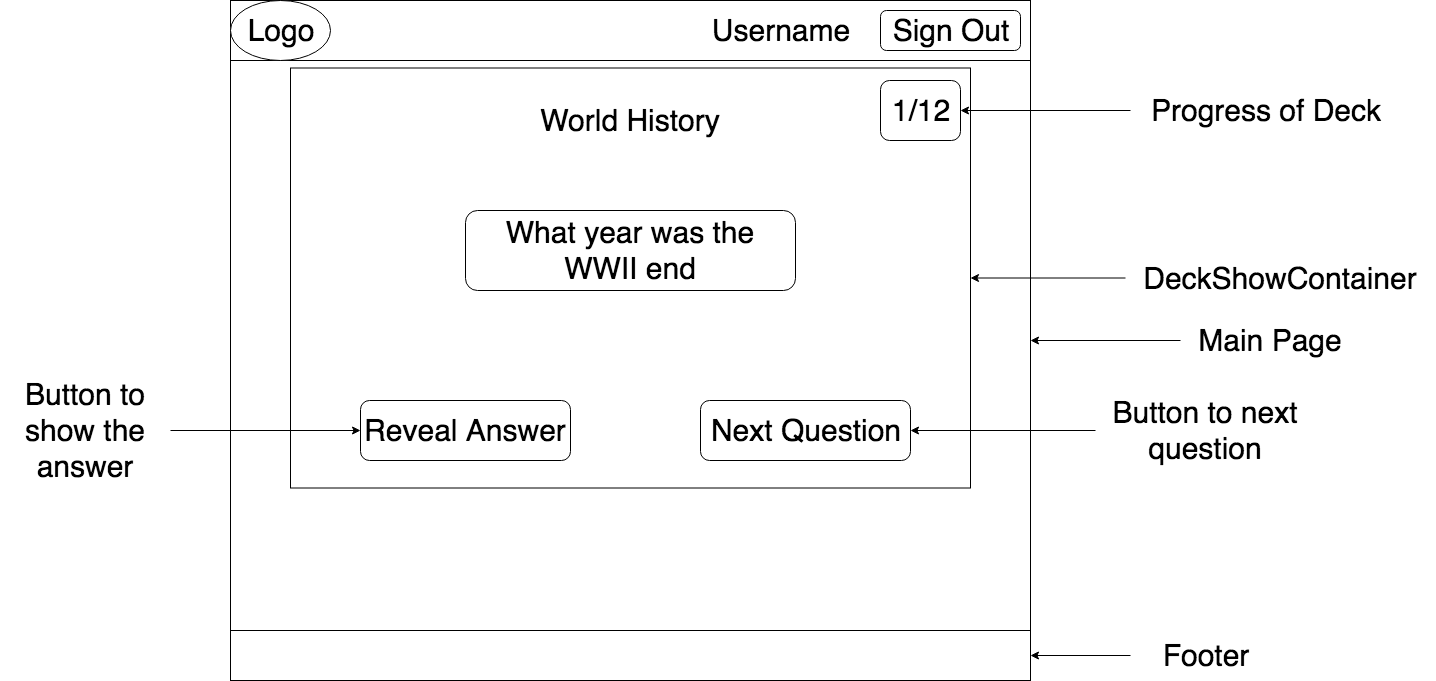 Logo
Username
Sign Out
World History
1/12
Progress of Deck
What year was the
WWII end
DeckShowContainer
Main Page
Button to
show the
answer
Reveal Answer
Next Question
Button to next
question
Footer